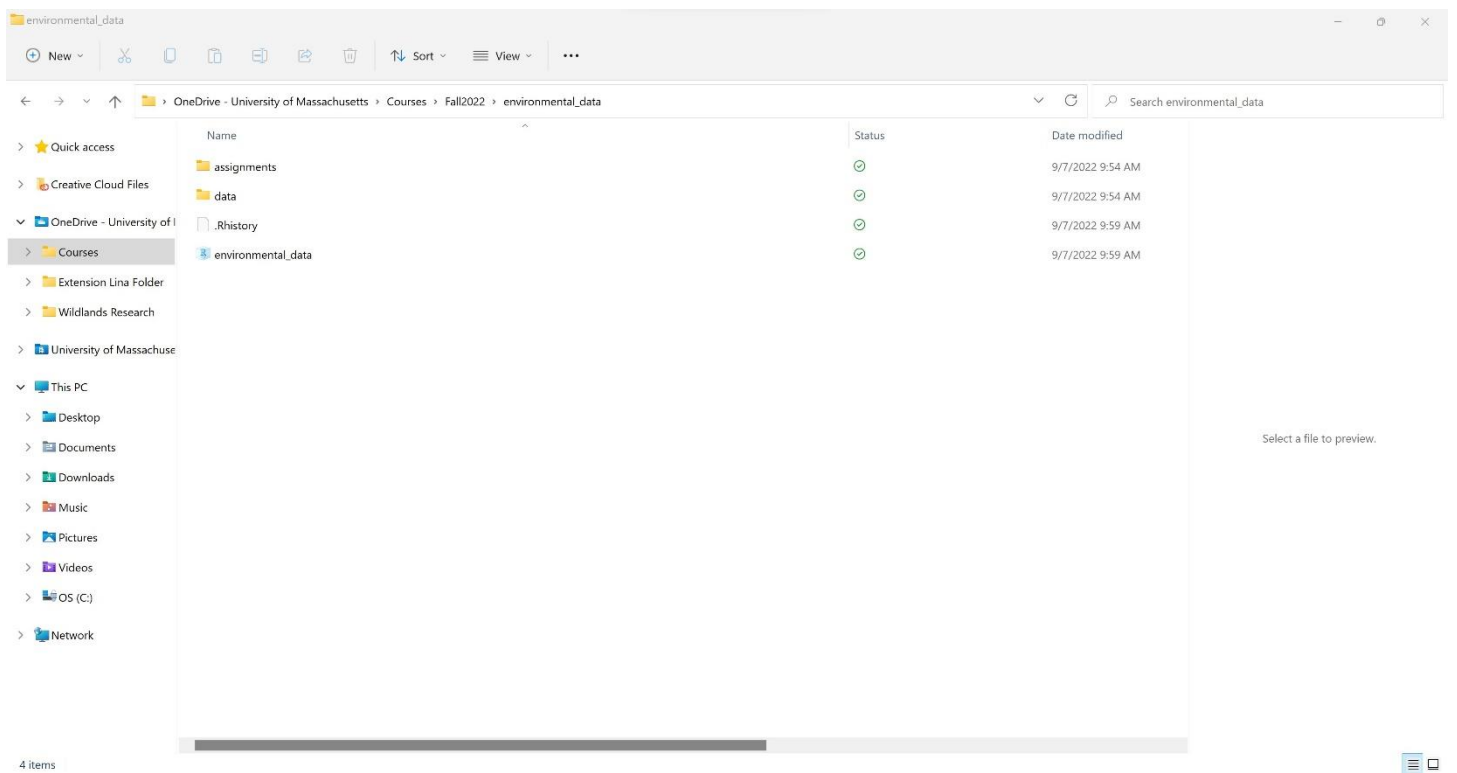 environmental_data
New Sort View
OneDrive - University of Massachusetts › Courses › Fall2022 › environmental_data
Search environmental_data
Quick access
Creative Cloud Files
OneDrive - University of
Courses
Extension Lina Folder
Wildlands Research
University of Massachuse
This PC
Desktop
Documents
Downloads
Music
Pictures
Videos
OS (C:)
Network
Name Status Date modified
assignments 9/7/2022 9:54 AM
data 9/7/2022 9:54 AM
.Rhistory 9/7/2022 9:59 AM
environmental_data 9/7/2022 9:59 AM
Select a file to preview.
4 items